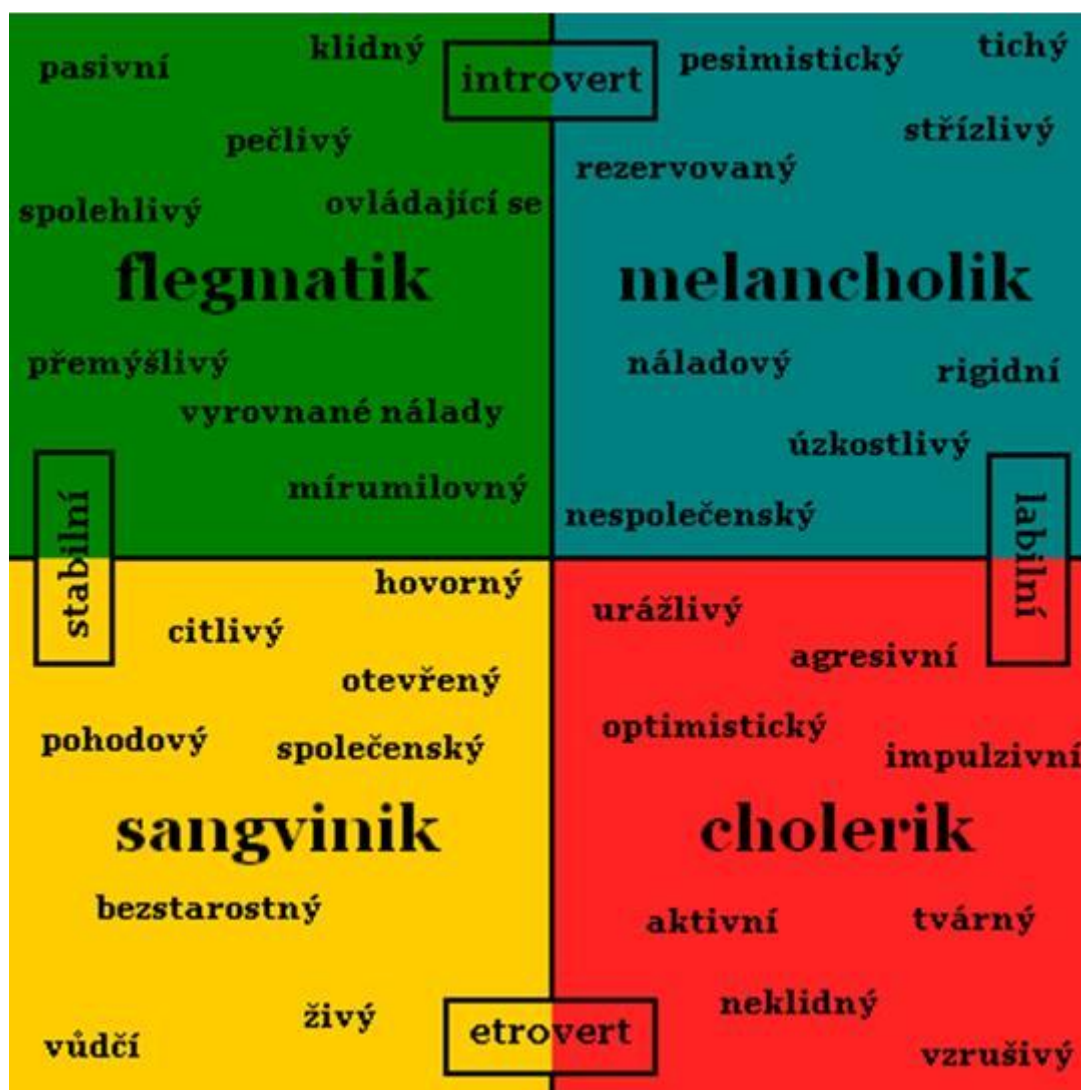 pasivní
klidný
introvert
pesimistický
tichý
pečlivý
střízlivý
rezervovaný
spolehlivý
ovládající se
flegmatik
melancholik
přemýšlivý
náladový
rigidní
vyrovnané nálady
úzkostlivý
mírumilovný
nespolečenský
stabilní
labilní
hovorný
urážlivý
citlivý
agresivní
otevřený
optimistický
pohodový
společenský
impulzivní
sangvinik
cholerik
bezstarostný
aktivní
tvárný
živý
neklidný
vůdčí
etrovert
vzrušivý